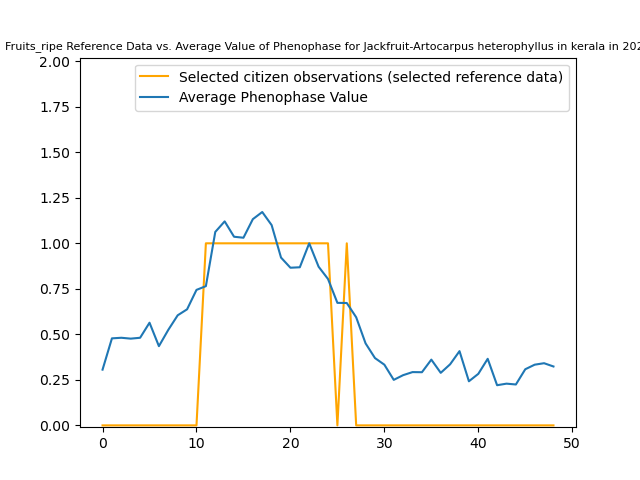 Fruits_ripe Reference Data vs. Average Value of Phenophase for Jackfruit-Artocarpus heterophyllus in kerala in
Selected citizen observations (selected reference data)
Average Phenophase Value
2.00
1.75
1.50
1.25
1.00
0.75
0.50
0.25
0.00
0 10 20 30 40 50